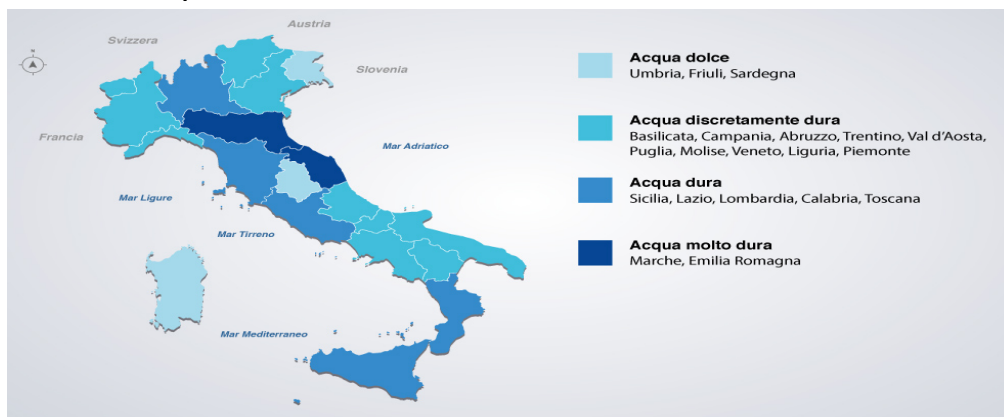 Austria
Svizzera
N
Slovenia
Francia
Mar Adriatico
Mar Ligure
Mar Tirreno
Mar Mediterraneo
Acqua dolce
Umbria, Friuli, Sardegna
Acqua discretamente dura
Basilicata, Campania, Abruzzo, Trentino, Val d’Aosta,
Puglia, Molise, Veneto, Liguria, Piemonte
Acqua dura
Sicilia, Lazio, Lombardia, Calabria, Toscana
Acqua molto dura
Marche, Emilia Romagna